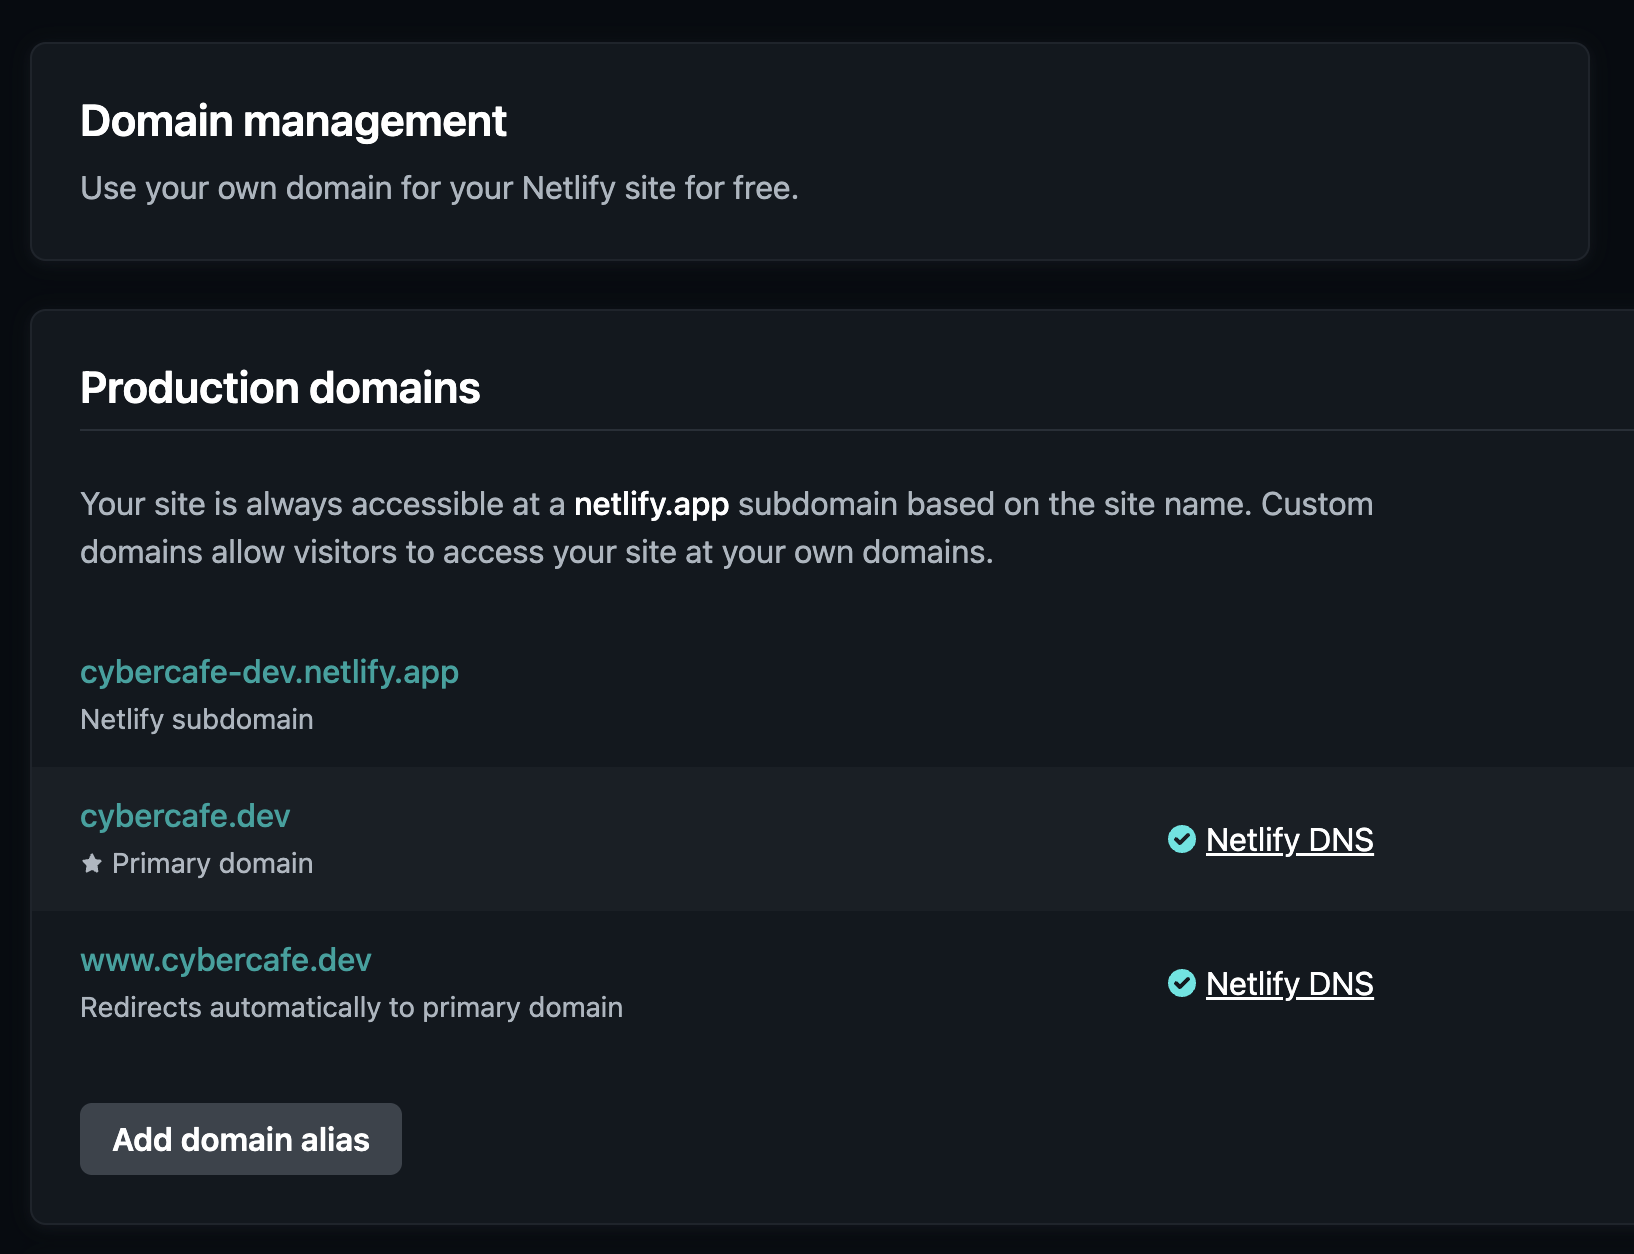 Domain management
Use your own domain for your Netlify site for free.
Production domains
Your site is always accessible at a netlify.app subdomain based on the site name. Custom
domains allow visitors to access your site at your own domains.
cybercafe-dev.netlify.app
Netlify subdomain
cybercafe.dev
Primary domain
Netlify DNS
www.cybercafe.dev
Redirects automatically to primary domain
Netlify DNS
Add domain alias